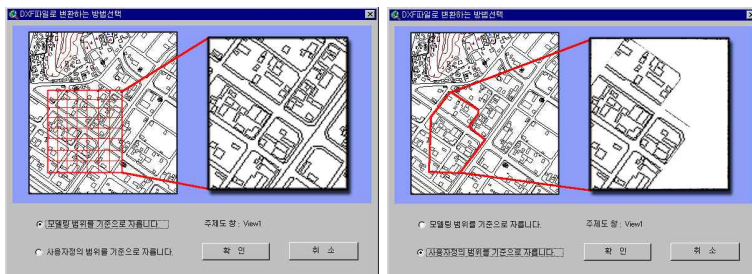 DXF파일로 변환하는 방법선택
모델링 범위를 기준으로 자릅니다.
주제도 창 : View1
사용자정의 범위를 기준으로 자릅니다.
확 인
취 소
DXF파일로 변환하는 방법선택
모델링 범위를 기준으로 자릅니다.
주제도 창 : View1
사용자정의 범위를 기준으로 자릅니다.
확 인
취 소